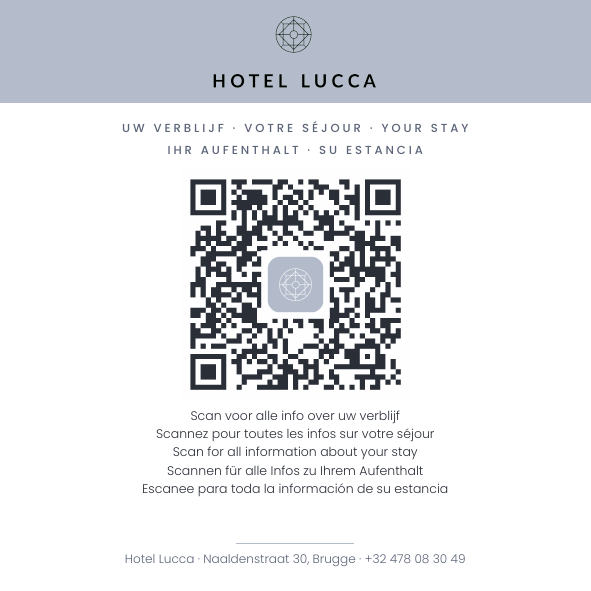 HOTEL LUCCA
UW VERBLIJF · VOTRE SÉJOUR · YOUR STAY
IHR AUFENTHALT · SU ESTANCIA
Scan voor alle info over uw verblijf
Scannez pour toutes les infos sur votre séjour
Scan for all information about your stay
Scannen für alle Infos zu Ihrem Aufenthalt
Escanee para toda la información de su estancia
Hotel Lucca · Naaldenstraat 30, Brugge · +32 478 08 30 49